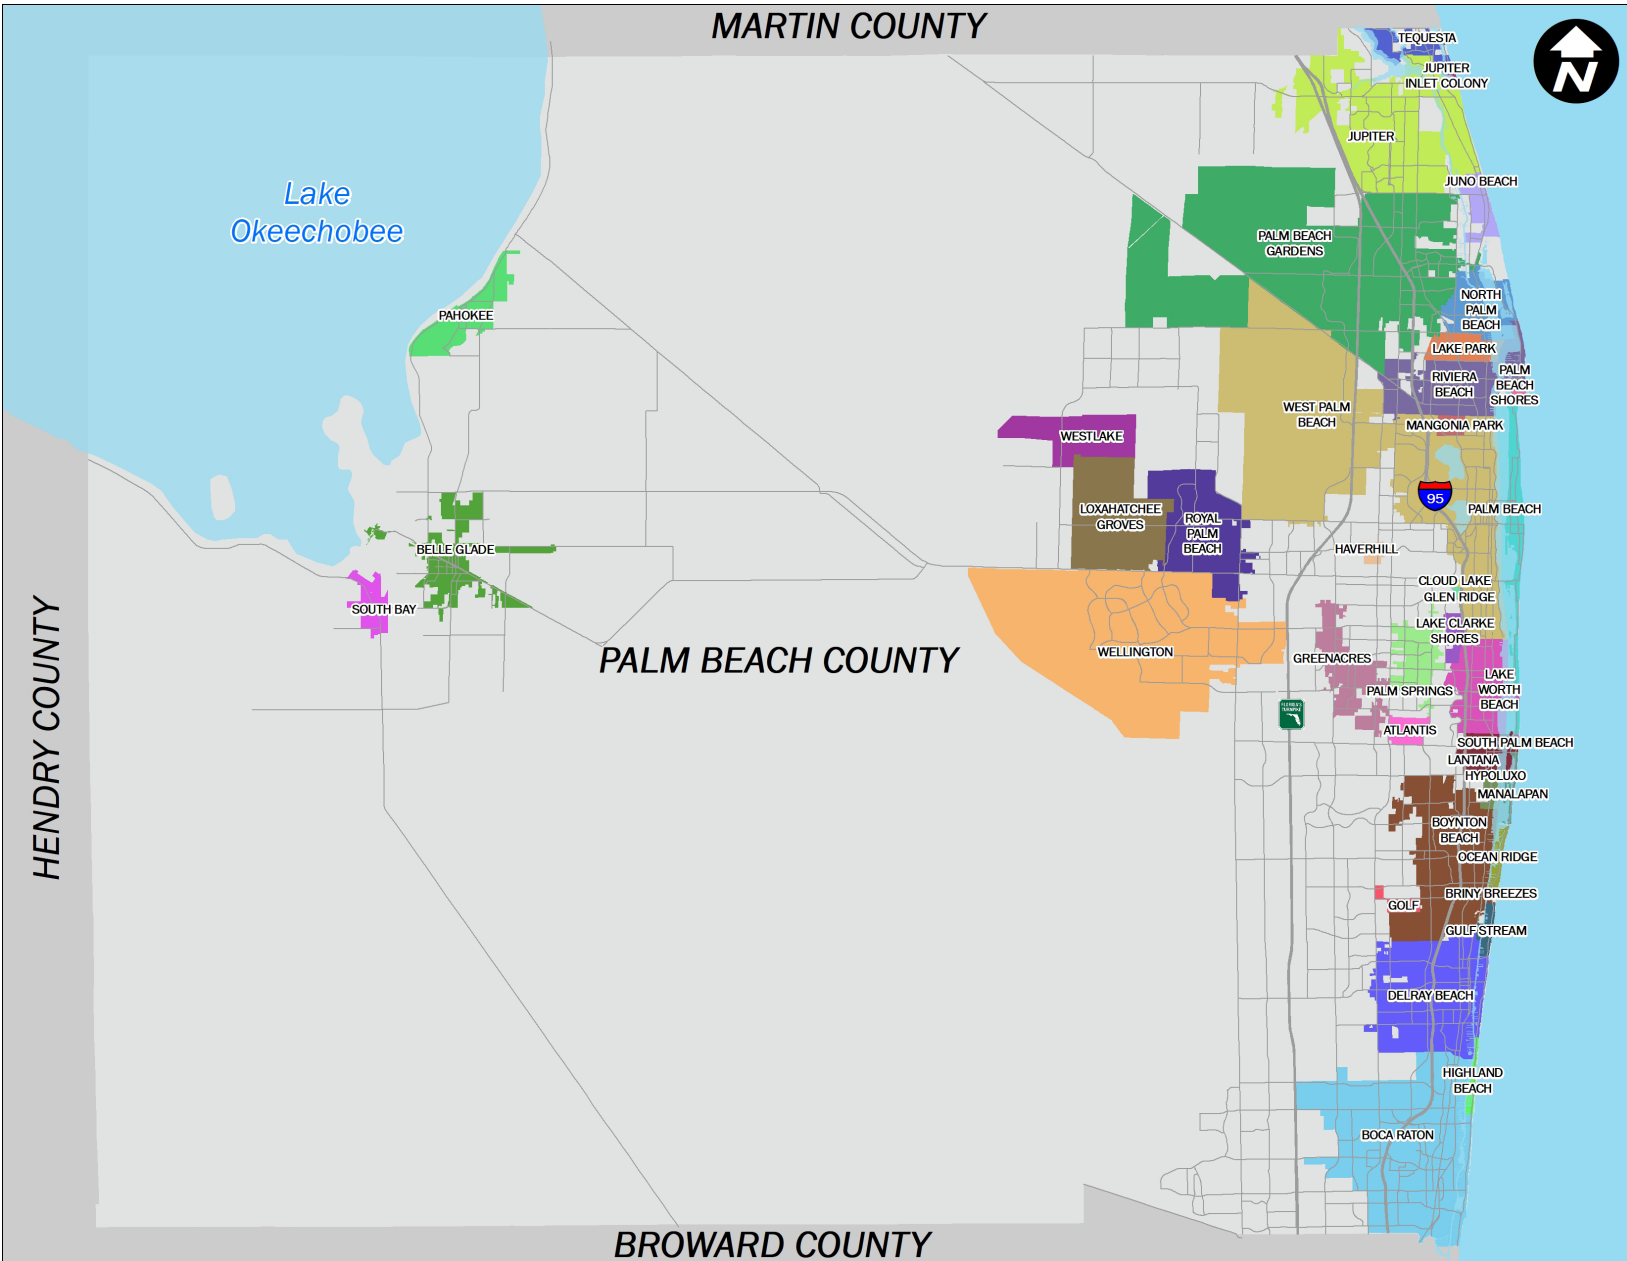 MARTIN COUNTY
N
TEQUESTA
JUPITER
INLET COLONY
JUPITER
JUNO BEACH
Lake
Okeechobee
PALM BEACH
GARDENS
NORTH
PALM
BEACH
PAHOKEE
LAKE PARK
RIVIERA
BEACH
PALM
BEACH
SHORES
WEST PALM
BEACH
MANGONIA PARK
WESTLAKE
95
LOXAHATCHEE
GROVES
ROYAL
PALM
BEACH
PALM BEACH
BELLE GLADE
HAVERHILL
CLOUD LAKE
GLEN RIDGE
SOUTH BAY
LAKE CLARKE
SHORES
HENDRY COUNTY
PALM BEACH COUNTY
WELLINGTON
GREENACRES
LAKE
WORTH
BEACH
PALM SPRINGS
FLORIDA'S
TURNPIKE
ATLANTIS
SOUTH PALM BEACH
LANTANA
HYPOLUXO
MANALAPAN
BOYNTON
BEACH
OCEAN RIDGE
BRINY BREEZES
GOLF
GULF STREAM
DELRAY BEACH
HIGHLAND
BEACH
BOCA RATON
BROWARD COUNTY